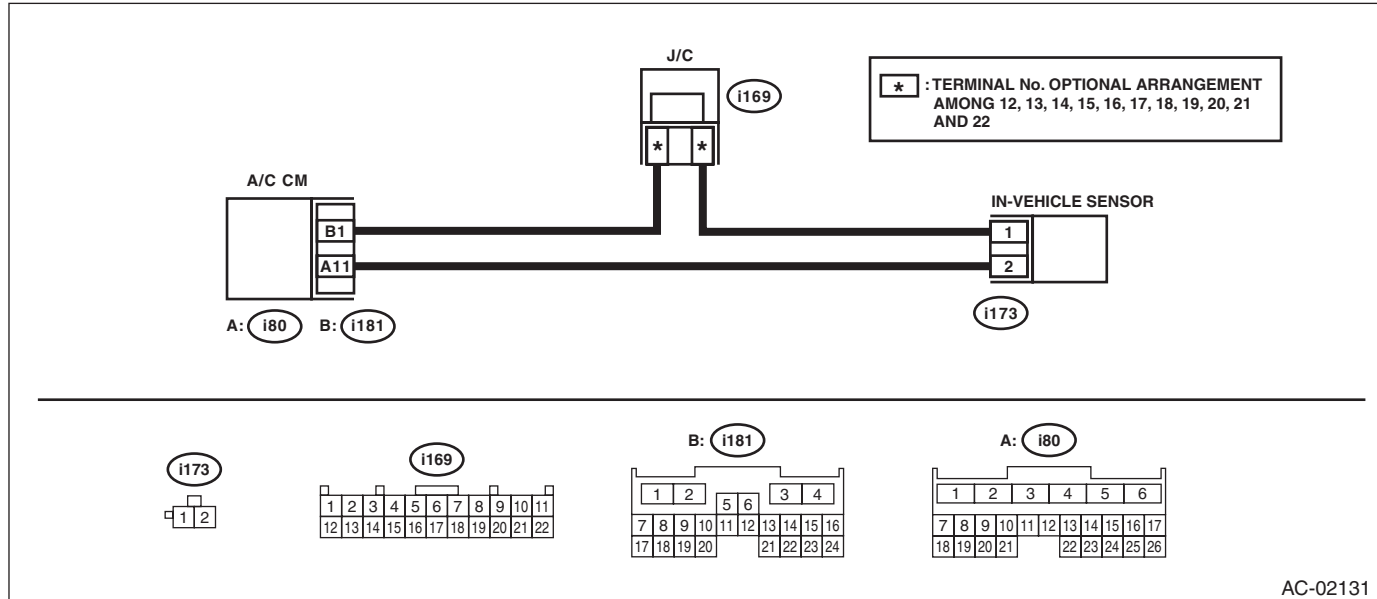 J/C
i169
* : TERMINAL No. OPTIONAL ARRANGEMENT
AMONG 12, 13, 14, 15, 16, 17, 18, 19, 20, 21
AND 22
* *
A/C CM
IN-VEHICLE SENSOR
B1
1
A11
2
A: i80 B: i181
i173
i173
1 2
i169
1 2 3 4 5 6 7 8 9 10 11
12 13 14 15 16 17 18 19 20 21 22
B: i181
1 2 3 4
5 6
7 8 9 10 11 12 13 14 15 16
17 18 19 20 21 22 23 24
A: i80
1 2 3 4 5 6
7 8 9 10 11 12 13 14 15 16 17
18 19 20 21 22 23 24 25 26
AC-02131